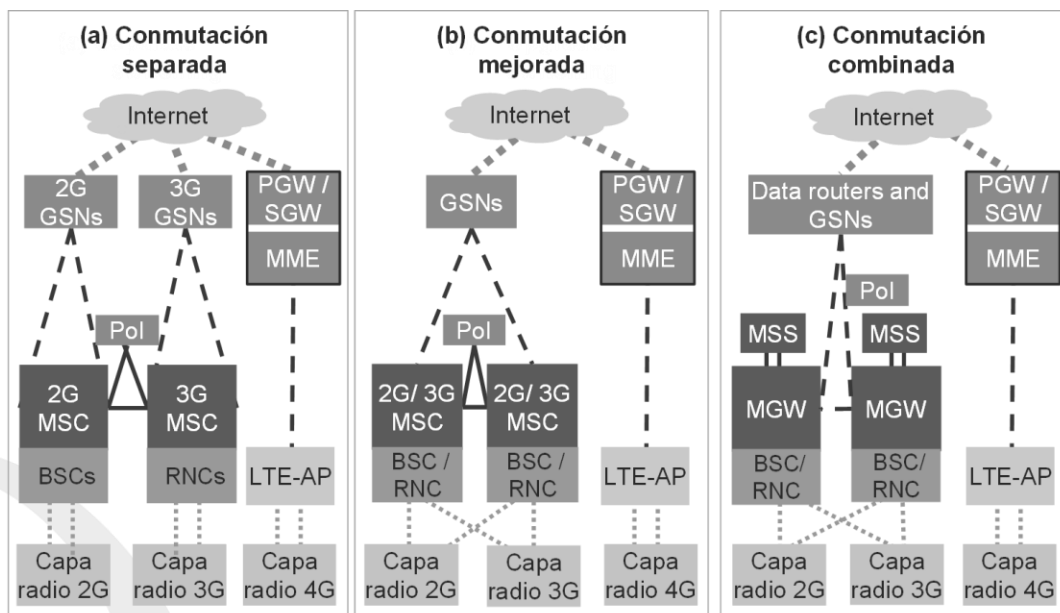 (a) Conmutación
separada
Internet
2G
GSNs
3G
GSNs
PGW /
SGW
MME
PoI
2G
MSC
3G
MSC
BSCs
RNCs
LTE-AP
Capa
radio 2G
Capa
radio 3G
Capa
radio 4G
(b) Conmutación
mejorada
Internet
GSNs
PGW /
SGW
MME
PoI
2G/ 3G
MSC
2G/ 3G
MSC
BSC /
RNC
BSC /
RNC
LTE-AP
Capa
radio 2G
Capa
radio 3G
Capa
radio 4G
(c) Conmutación
combinada
Internet
Data routers and
GSNs
PGW /
SGW
MME
PoI
MSS
MSS
MGW
MGW
BSC/
RNC
BSC/
RNC
LTE-AP
Capa
radio 2G
Capa
radio 3G
Capa
radio 4G